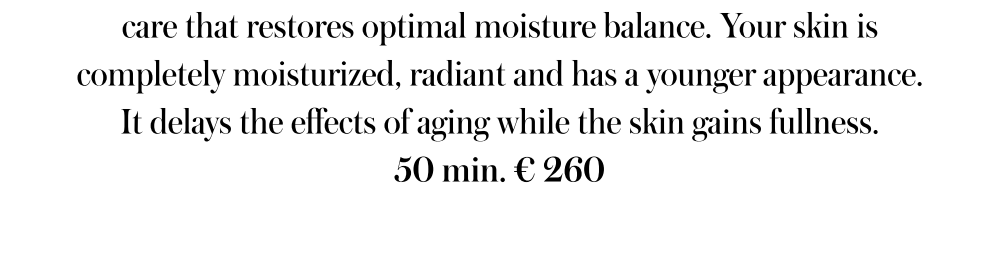 care that restores optimal moisture balance. Your skin is
completely moisturized, radiant and has a younger appearance.
It delays the effects of aging while the skin gains fullness.
50 min. € 260